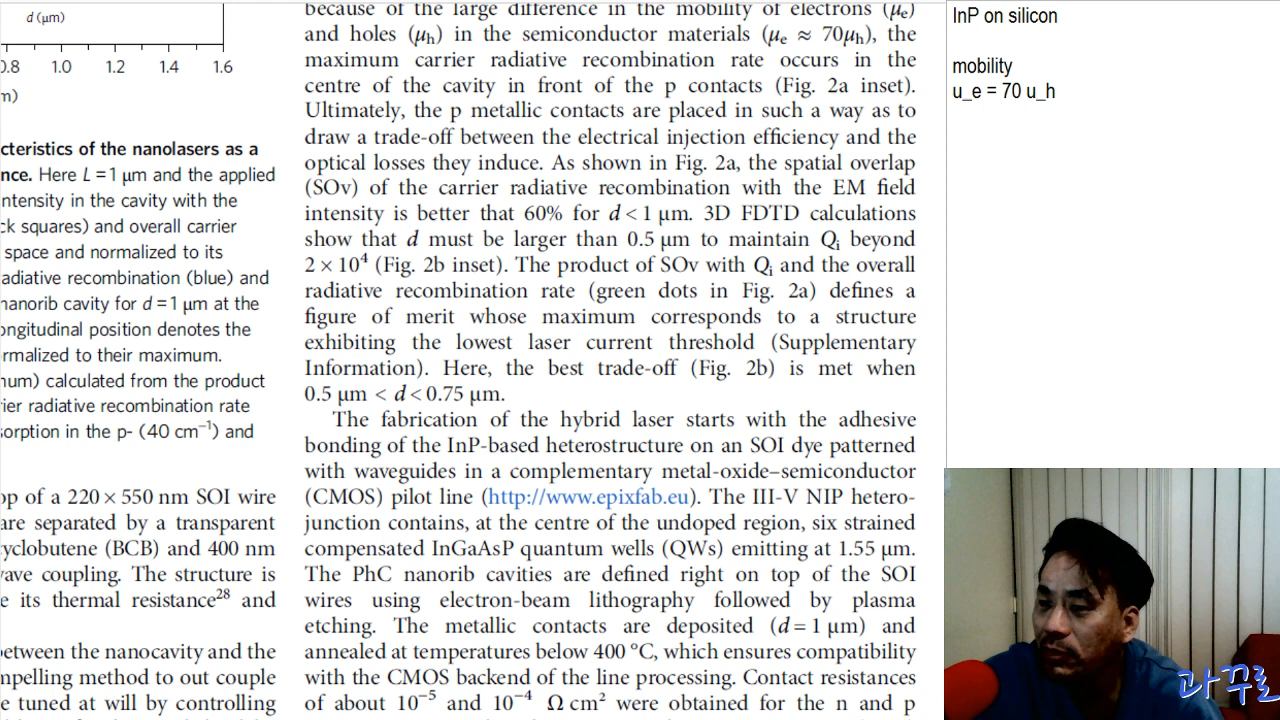 d (μm)
0.8 1.0 1.2 1.4 1.6
m)
cteristics of the nanolasers as a
nce. Here L = 1 μm and the applied
ntensity in the cavity with the
ck squares) and overall carrier
space and normalized to its
adiative recombination (blue) and
nanorib cavity for d = 1 μm at the
ongitudinal position denotes the
rmalized to their maximum.
num) calculated from the product
ier radiative recombination rate
sorption in the p- (40 cm⁻¹) and
op of a 220 × 550 nm SOI wire
are separated by a transparent
yclobutene (BCB) and 400 nm
wave coupling. The structure is
e its thermal resistance²⁸ and
etween the nanocavity and the
mpelling method to out couple
e tuned at will by controlling
because of the large difference in the mobility of electrons (μe)
and holes (μh) in the semiconductor materials (μe ≈ 70μh), the
maximum carrier radiative recombination rate occurs in the
centre of the cavity in front of the p contacts (Fig. 2a inset).
Ultimately, the p metallic contacts are placed in such a way as to
draw a trade-off between the electrical injection efficiency and the
optical losses they induce. As shown in Fig. 2a, the spatial overlap
(SOv) of the carrier radiative recombination with the EM field
intensity is better that 60% for d < 1 μm. 3D FDTD calculations
show that d must be larger than 0.5 μm to maintain Qi beyond
2 × 10⁴ (Fig. 2b inset). The product of SOv with Qi and the overall
radiative recombination rate (green dots in Fig. 2a) defines a
figure of merit whose maximum corresponds to a structure
exhibiting the lowest laser current threshold (Supplementary
Information). Here, the best trade-off (Fig. 2b) is met when
0.5 μm < d < 0.75 μm.
The fabrication of the hybrid laser starts with the adhesive
bonding of the InP-based heterostructure on an SOI dye patterned
with waveguides in a complementary metal-oxide–semiconductor
(CMOS) pilot line (http://www.epixfab.eu). The III-V NIP hetero-
junction contains, at the centre of the undoped region, six strained
compensated InGaAsP quantum wells (QWs) emitting at 1.55 μm.
The PhC nanorib cavities are defined right on top of the SOI
wires using electron-beam lithography followed by plasma
etching. The metallic contacts are deposited (d = 1 μm) and
annealed at temperatures below 400 °C, which ensures compatibility
with the CMOS backend of the line processing. Contact resistances
of about 10⁻⁵ and 10⁻⁴ Ω cm² were obtained for the n and p
InP on silicon
mobility
u_e = 70 u_h
과꾸로